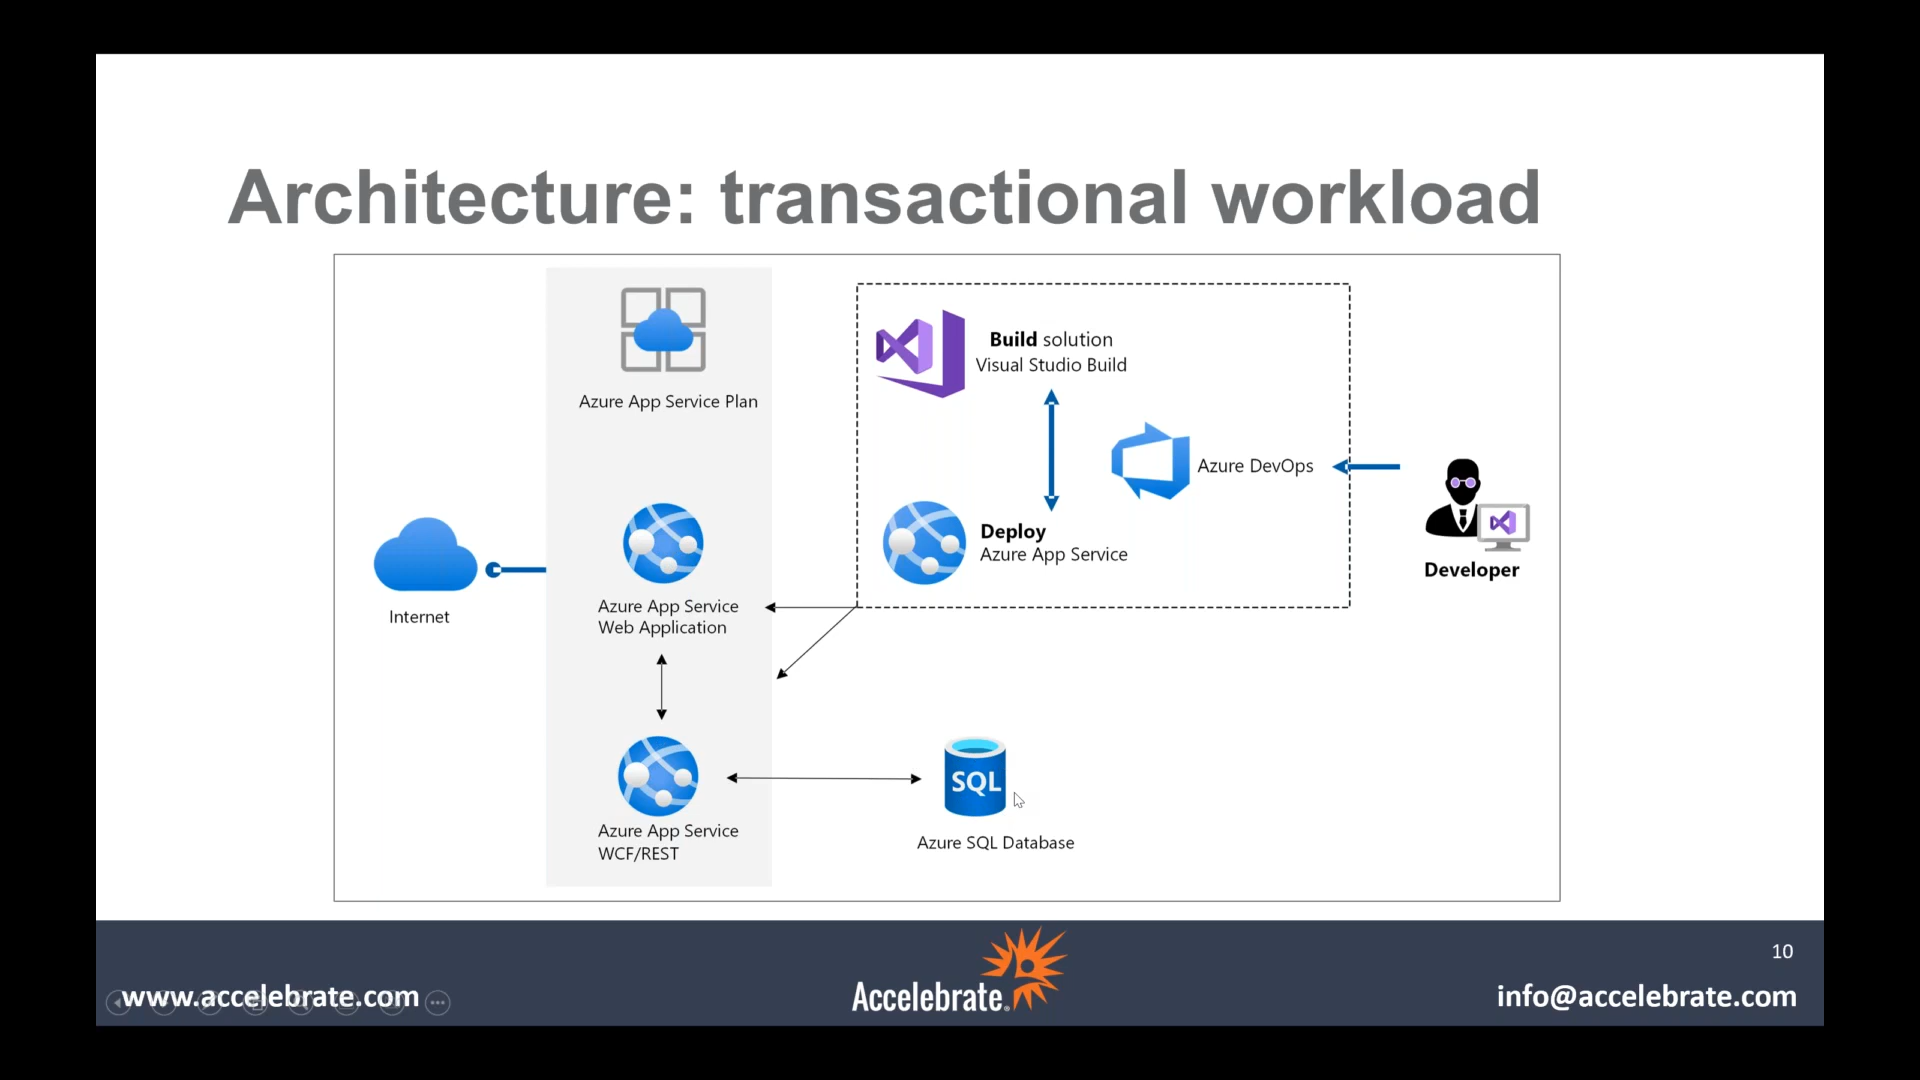 Architecture: transactional workload
Azure App Service Plan
Build solution
Visual Studio Build
Azure DevOps
Deploy
Azure App Service
Developer
Internet
Azure App Service
Web Application
Azure App Service
WCF/REST
SQL
Azure SQL Database
10
www.accelebrate.com
Accelebrate®
info@accelebrate.com